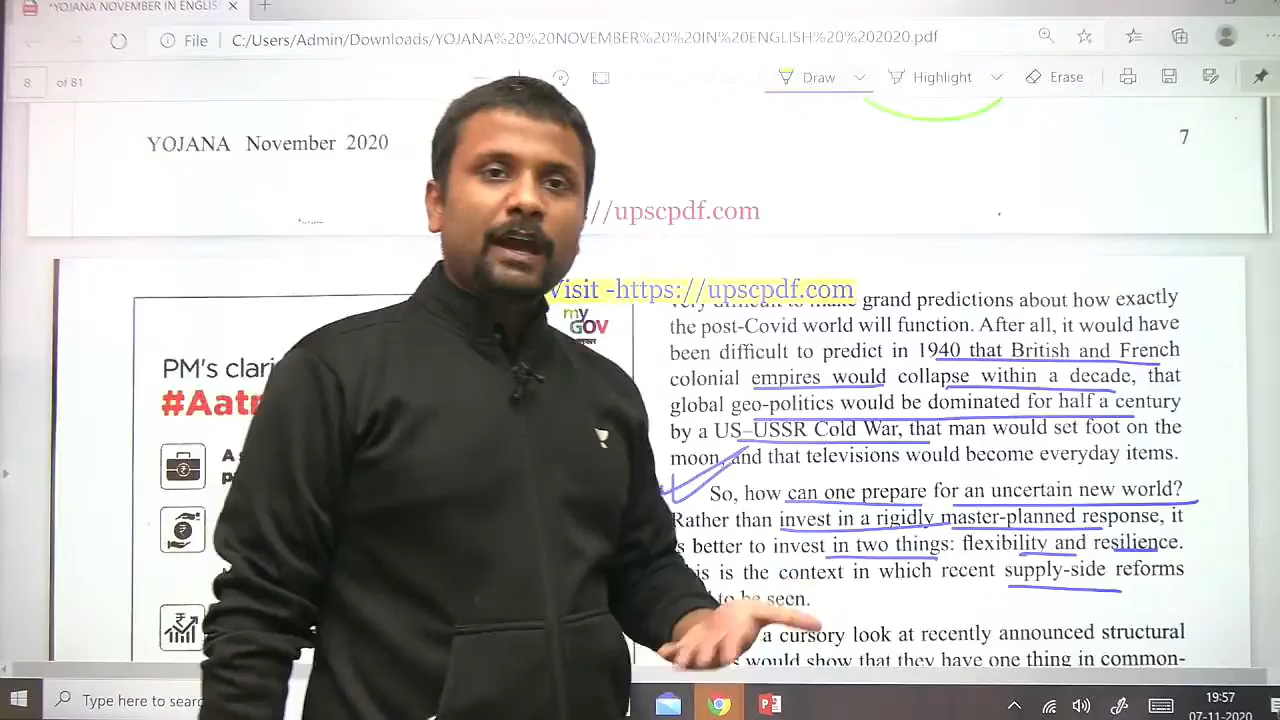 *YOJANA NOVEMBER IN ENGLIS
File C:/Users/Admin/Downloads/YOJANA%20%20NOVEMBER%20%20IN%20ENGLISH%20%202020.pdf
8 of 81 Draw Highlight Erase
YOJANA November 2020
7
//upscpdf.com
Visit -https://upscpdf.com
my
GOV
PM's clari
#Aatr
grand predictions about how exactly
the post-Covid world will function. After all, it would have
been difficult to predict in 1940 that British and French
colonial empires would collapse within a decade, that
global geo-politics would be dominated for half a century
by a US–USSR Cold War, that man would set foot on the
moon, and that televisions would become everyday items.
So, how can one prepare for an uncertain new world?
Rather than invest in a rigidly master-planned response, it
is better to invest in two things: flexibility and resilience.
is the context in which recent supply-side reforms
to be seen.
a cursory look at recently announced structural
would show that they have one thing in common-
Type here to searc
19:57
07-11-2020